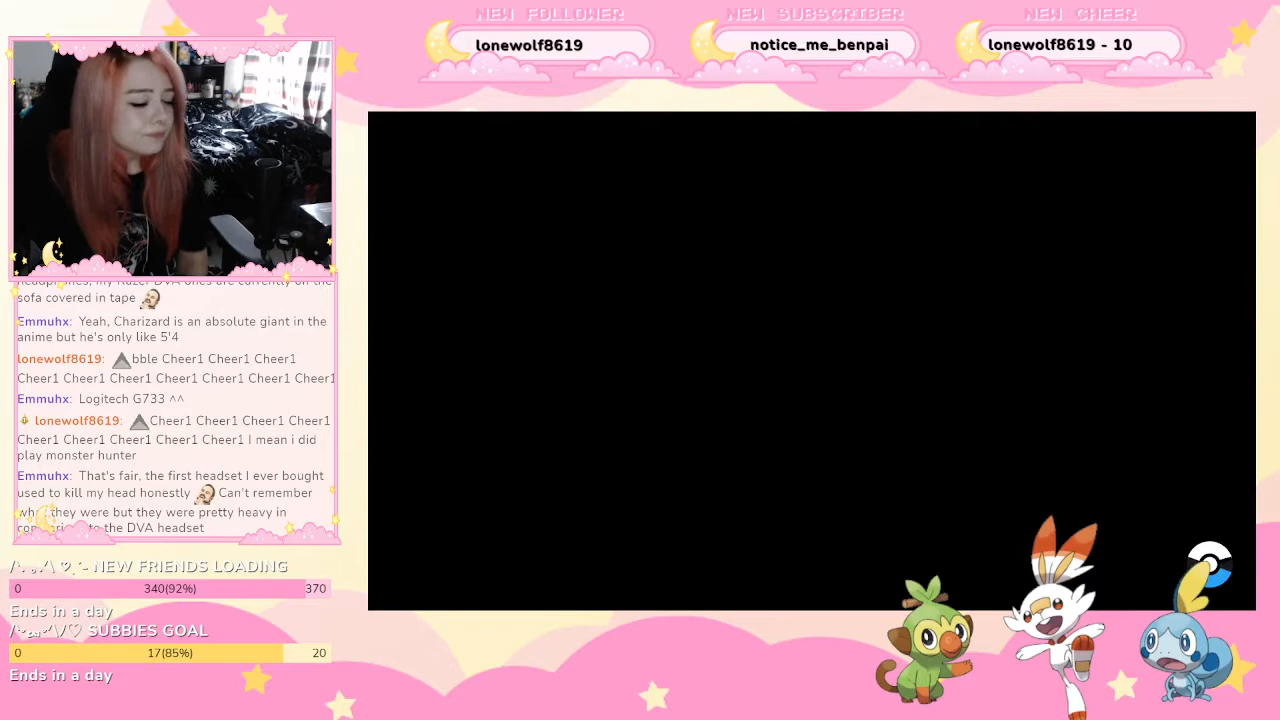 NEW FOLLOWER
lonewolf8619
NEW SUBSCRIBER
notice_me_benpai
NEW CHEER
lonewolf8619 - 10
sofa covered in tape
Emmuhx: Yeah, Charizard is an absolute giant in the
anime but he's only like 5'4
lonewolf8619: bble Cheer1 Cheer1 Cheer1
Cheer1 Cheer1 Cheer1 Cheer1 Cheer1 Cheer1 Cheer1
Emmuhx: Logitech G733 ^^
lonewolf8619: Cheer1 Cheer1 Cheer1 Cheer1
Cheer1 Cheer1 Cheer1 Cheer1 Cheer1 I mean i did
play monster hunter
Emmuhx: That's fair, the first headset I ever bought
used to kill my head honestly Can't remember
they were but they were pretty heavy in
to the DVA headset
NEW FRIENDS LOADING
0 340(92%) 370
Ends in a day
SUBBIES GOAL
0 17(85%) 20
Ends in a day